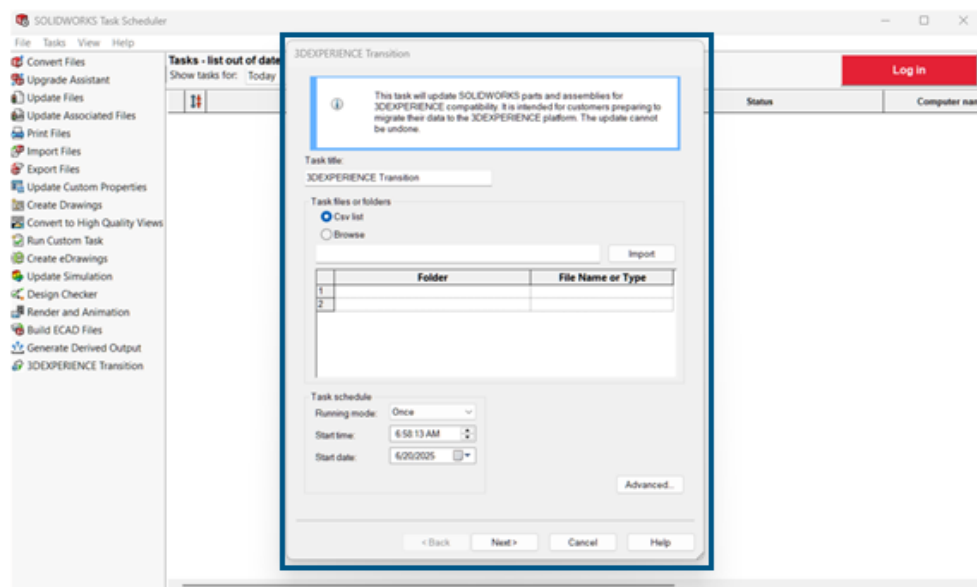 SOLIDWORKS Task Scheduler
File Tasks View Help
Convert Files
Upgrade Assistant
Update Files
Update Associated Files
Print Files
Import Files
Export Files
Update Custom Properties
Create Drawings
Convert to High Quality Views
Run Custom Task
Create eDrawings
Update Simulation
Design Checker
Render and Animation
Build ECAD Files
Generate Derived Output
3DEXPERIENCE Transition
Tasks - list out of date
Show tasks for: Today
Log in
Status
Computer
3DEXPERIENCE Transition
This task will update SOLIDWORKS parts and assemblies for
3DEXPERIENCE compatibility. It is intended for customers preparing to
migrate their data to the 3DEXPERIENCE platform. The update cannot
be undone.
Task title:
3DEXPERIENCE Transition
Task files or folders
Csv list
Browse
Import
Folder File Name or Type
1
2
Task schedule
Running mode: Once
Start time: 6:58:13 AM
Start date: 6/20/2025
Advanced...
< Back Next > Cancel Help